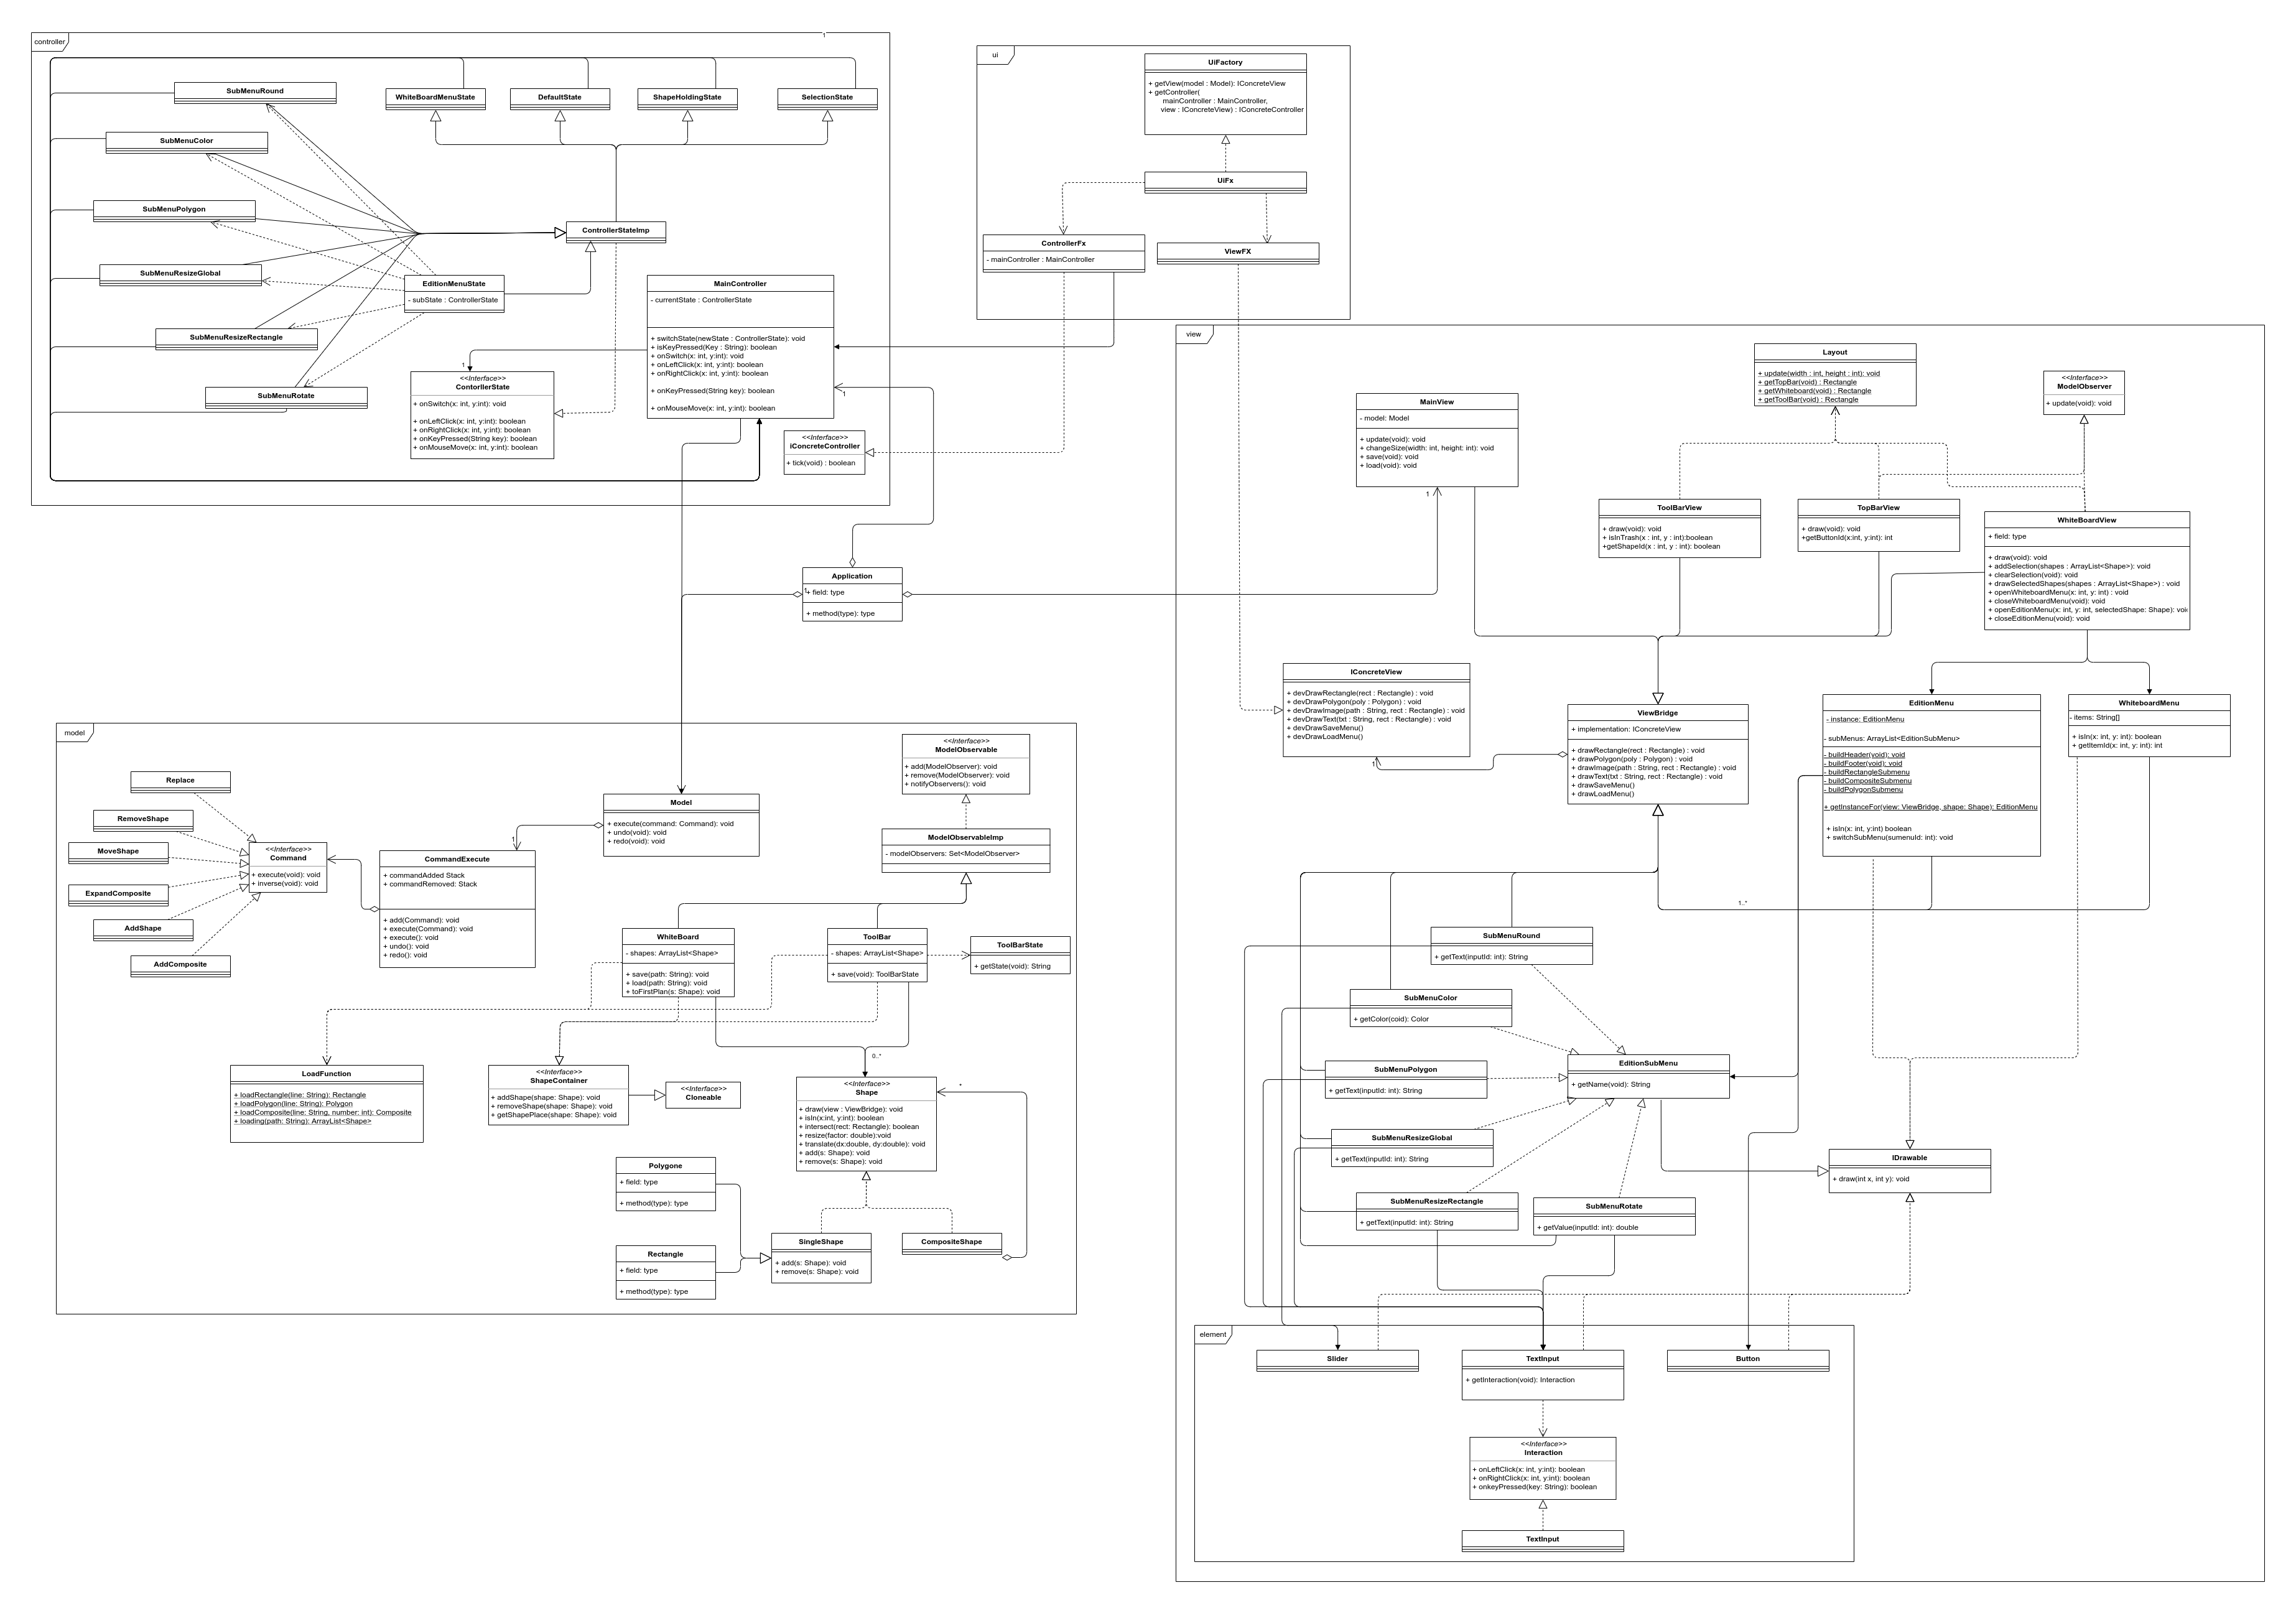 controller
1
SubMenuRound
WhiteBoardMenuState
DefaultState
ShapeHoldingState
SelectionState
SubMenuColor
SubMenuPolygon
ControllerStateImp
SubMenuResizeGlobal
EditionMenuState
- subState : ControllerState
SubMenuResizeRectangle
SubMenuRotate
MainController
- currentState : ControllerState
+ switchState(newState : ControllerState): void
+ isKeyPressed(Key : String): boolean
+ onSwitch(x: int, y:int): void
+ onLeftClick(x: int, y:int): boolean
+ onRightClick(x: int, y:int): boolean
+ onKeyPressed(String key): boolean
+ onMouseMove(x: int, y:int): boolean
1
1
<<Interface>>
ContorllerState
+ onSwitch(x: int, y:int): void
+ onLeftClick(x: int, y:int): boolean
+ onRightClick(x: int, y:int): boolean
+ onKeyPressed(String key): boolean
+ onMouseMove(x: int, y:int): boolean
<<Interface>>
iConcreteController
+ tick(void) : boolean
ui
UiFactory
+ getView(model : Model): IConcreteView
+ getController(
mainController : MainController,
view : IConcreteView) : IConcreteController
UiFx
ControllerFx
- mainController : MainController
ViewFX
Application
1
+ field: type
+ method(type): type
view
Layout
+ update(width : int, height : int): void
+ getTopBar(void) : Rectangle
+ getWhiteboard(void) : Rectangle
+ getToolBar(void) : Rectangle
<<Interface>>
ModelObserver
+ update(void): void
MainView
- model: Model
+ update(void): void
+ changeSize(width: int, height: int): void
+ save(void): void
+ load(void): void
1
ToolBarView
+ draw(void): void
+ isInTrash(x : int, y : int):boolean
+getShapeId(x : int, y : int): boolean
TopBarView
+ draw(void): void
+getButtonId(x:int, y:int): int
WhiteBoardView
+ field: type
+ draw(void): void
+ addSelection(shapes : ArrayList<Shape>): void
+ clearSelection(void): void
+ drawSelectedShapes(shapes : ArrayList<Shape>) : void
+ openWhiteboardMenu(x: int, y: int) : void
+ closeWhiteboardMenu(void): void
+ openEditionMenu(x: int, y: int, selectedShape: Shape): voi
+ closeEditionMenu(void): void
IConcreteView
+ devDrawRectangle(rect : Rectangle) : void
+ devDrawPolygon(poly : Polygon) : void
+ devDrawImage(path : String, rect : Rectangle) : void
+ devDrawText(txt : String, rect : Rectangle) : void
+ devDrawSaveMenu()
+ devDrawLoadMenu()
1
ViewBridge
+ implementation: IConcreteView
+ drawRectangle(rect : Rectangle) : void
+ drawPolygon(poly : Polygon) : void
+ drawImage(path : String, rect : Rectangle) : void
+ drawText(txt : String, rect : Rectangle) : void
+ drawSaveMenu()
+ drawLoadMenu()
EditionMenu
- instance: EditionMenu
- subMenus: ArrayList<EditionSubMenu>
- buildHeader(void): void
- buildFooter(void): void
- buildRectangleSubmenu
- buildCompositeSubmenu
- buildPolygonSubmenu
+ getInstanceFor(view: ViewBridge, shape: Shape): EditionMenu
+ isIn(x: int, y:int) boolean
+ switchSubMenu(sumenuId: int): void
WhiteboardMenu
- items: String[]
+ isIn(x: int, y: int): boolean
+ getItemId(x: int, y: int): int
1..*
SubMenuRound
+ getText(inputId: int): String
SubMenuColor
+ getColor(coid): Color
SubMenuPolygon
+ getText(inputId: int): String
EditionSubMenu
+ getName(void): String
SubMenuResizeGlobal
+ getText(inputId: int): String
SubMenuResizeRectangle
+ getText(inputId: int): String
SubMenuRotate
+ getValue(inputId: int): double
IDrawable
+ draw(int x, int y): void
element
Slider
TextInput
+ getInteraction(void): Interaction
Button
<<Interface>>
Interaction
+ onLeftClick(x: int, y:int): boolean
+ onRightClick(x: int, y:int): boolean
+ onkeyPressed(key: String): boolean
TextInput
model
Replace
RemoveShape
MoveShape
ExpandComposite
AddShape
AddComposite
<<Interface>>
Command
+ execute(void): void
+ inverse(void): void
CommandExecute
+ commandAdded Stack
+ commandRemoved: Stack
+ add(Command): void
+ execute(Command): void
+ execute(): void
+ undo(): void
+ redo(): void
1
Model
+ execute(command: Command): void
+ undo(void): void
+ redo(void): void
<<Interface>>
ModelObservable
+ add(ModelObserver): void
+ remove(ModelObserver): void
+ notifyObservers(): void
ModelObservableImp
- modelObservers: Set<ModelObserver>
WhiteBoard
- shapes: ArrayList<Shape>
+ save(path: String): void
+ load(path: String): void
+ toFirstPlan(s: Shape): void
ToolBar
- shapes: ArrayList<Shape>
+ save(void): ToolBarState
ToolBarState
+ getState(void): String
0..*
LoadFunction
+ loadRectangle(line: String): Rectangle
+ loadPolygon(line: String): Polygon
+ loadComposite(line: String, number: int): Composite
+ loading(path: String): ArrayList<Shape>
<<Interface>>
ShapeContainer
+ addShape(shape: Shape): void
+ removeShape(shape: Shape): void
+ getShapePlace(shape: Shape): void
<<Interface>>
Cloneable
<<Interface>>
Shape
+ draw(view : ViewBridge): void
+ isIn(x:int, y:int): boolean
+ intersect(rect: Rectangle): boolean
+ resize(factor: double):void
+ translate(dx:double, dy:double): void
+ add(s: Shape): void
+ remove(s: Shape): void
*
Polygone
+ field: type
+ method(type): type
Rectangle
+ field: type
+ method(type): type
SingleShape
+ add(s: Shape): void
+ remove(s: Shape): void
CompositeShape